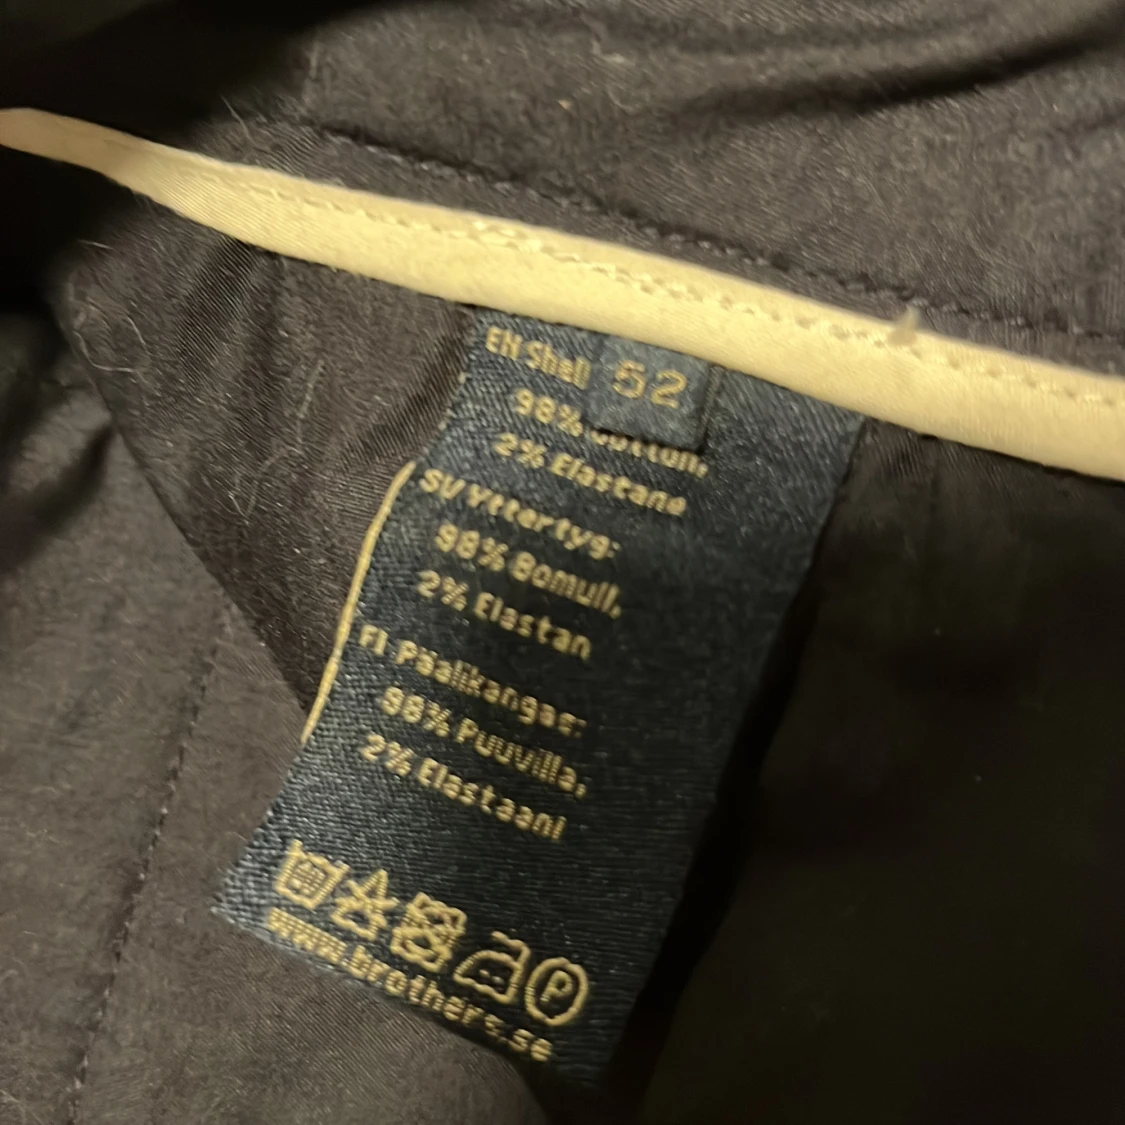 EN Shell
52
98% Cotton,
2% Elastane
SV Yttertyg:
98% Bomull,
2% Elastan
FI Päälikangas:
98% Puuvilla,
2% Elastaani
P
www.brothers.se